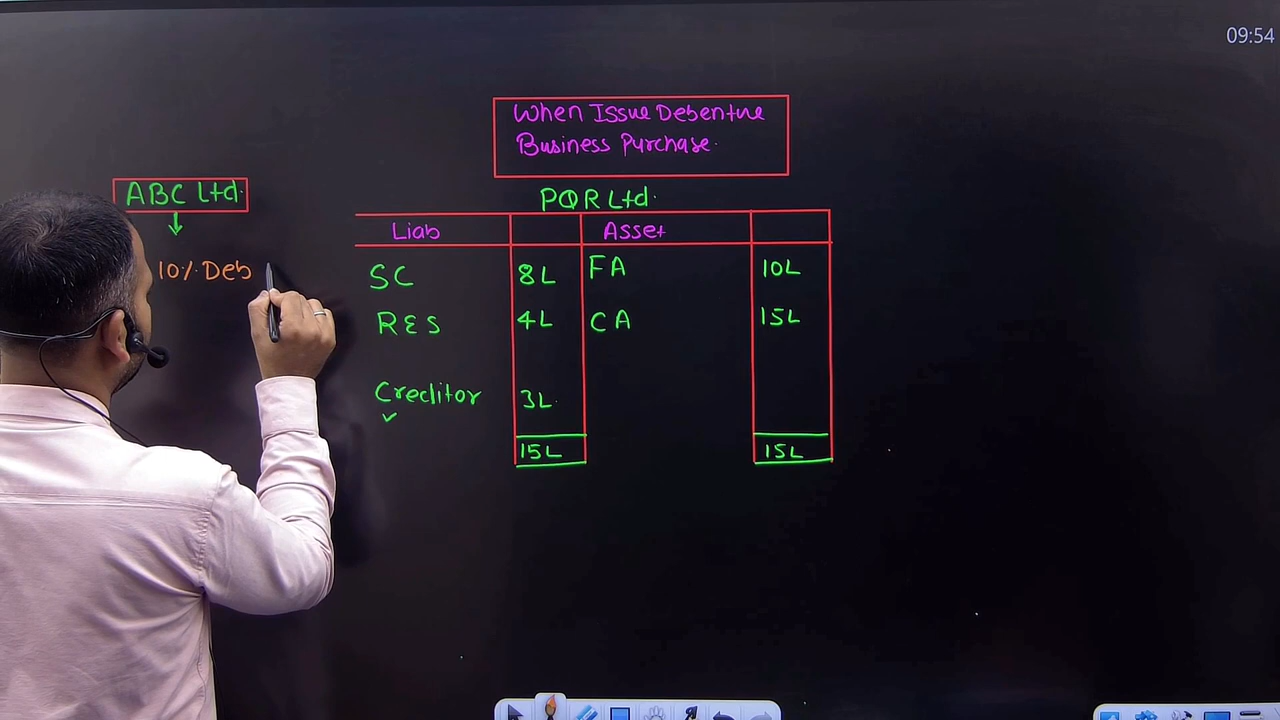 09:54
When Issue Debenture
Business Purchase.
ABC Ltd.
10% Deb
PQR Ltd.
Liab Asset
SC 8L FA 10L
R&S 4L CA 15L
Creditor 3L.
15L 15L